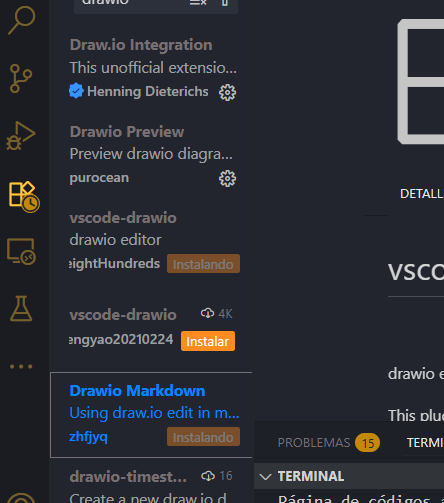 drawio
Draw.io Integration
This unofficial extensio...
Henning Dieterichs
Drawio Preview
Preview drawio diagra...
purocean
DETALL
vscode-drawio
drawio editor
eightHundreds Instalando
VSCO
vscode-drawio 4K
engyao20210224 Instalar
drawio e
Drawio Markdown
Using draw.io edit in m...
This plu
zhfjyq Instalando
PROBLEMAS 15 TERMI
TERMINAL
drawio-timest... 16
Create a new draw.io d
Página de códigos a